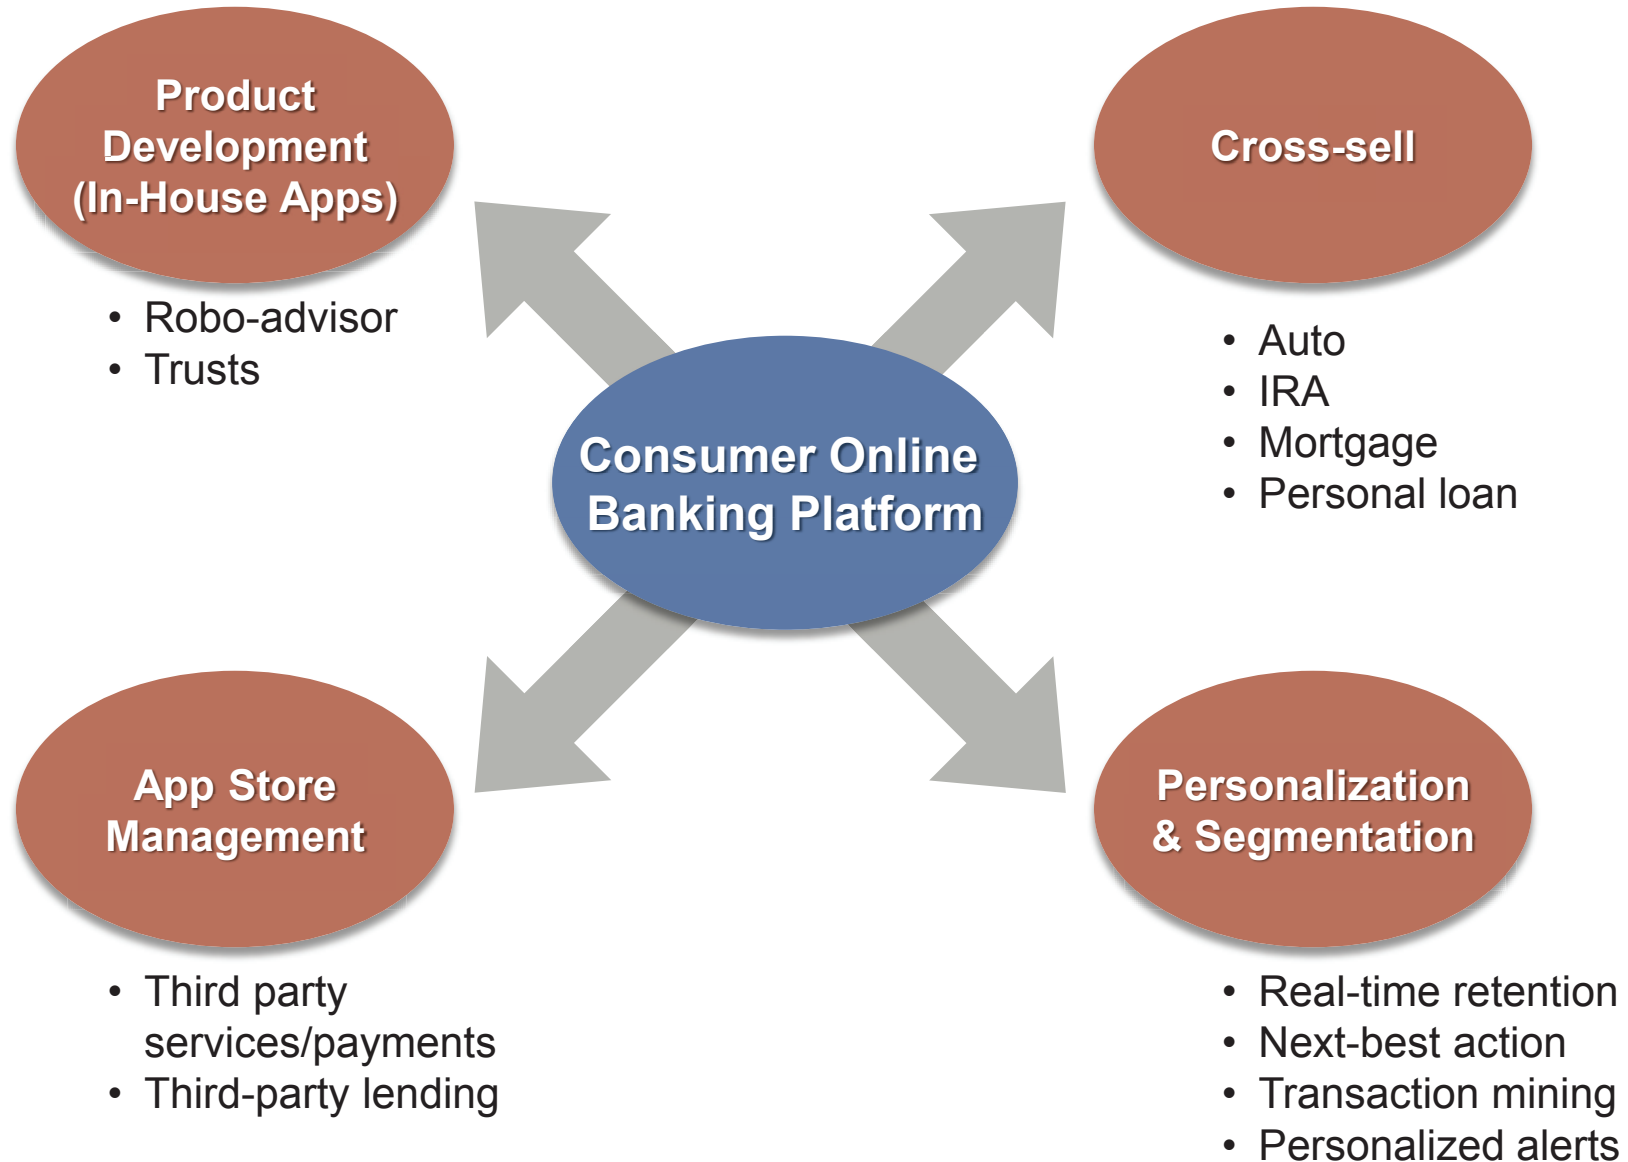 Product
Development
(In-House Apps)
• Robo-advisor
• Trusts
Cross-sell
• Auto
• IRA
• Mortgage
• Personal loan
Consumer Online
Banking Platform
App Store
Management
• Third party
services/payments
• Third-party lending
Personalization
& Segmentation
• Real-time retention
• Next-best action
• Transaction mining
• Personalized alerts